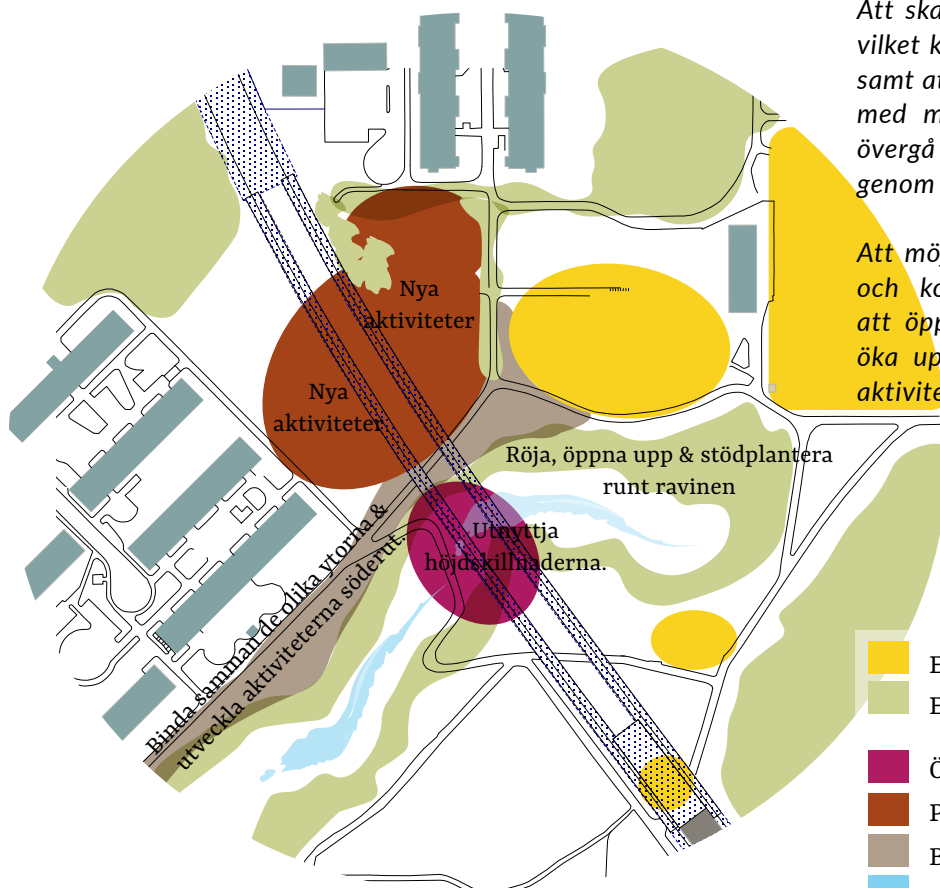 Att ska
vilket k
samt at
med m
övergå
genom
Att möj
och ko
att öpp
öka up
aktivite
Nya
aktiviteter
Nya
aktiviteter
Röja, öppna upp & stödplantera
runt ravinen
Utnyttja
höjdskillnaderna.
Binda samman de olika ytorna &
utveckla aktiviteterna söderut.
E
E
Ö
P
B